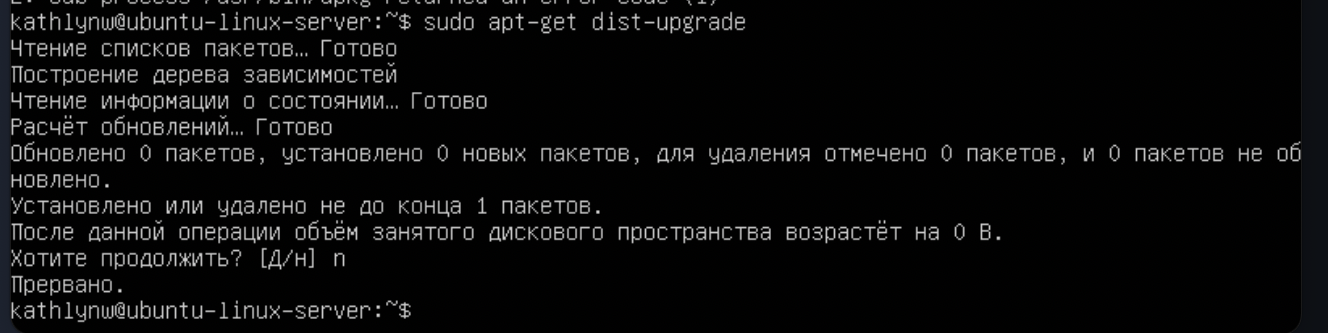 E: Sub-process /usr/bin/dpkg returned an error code (1)
kathlynw@ubuntu-linux-server:~$ sudo apt-get dist-upgrade
Чтение списков пакетов… Готово
Построение дерева зависимостей
Чтение информации о состоянии… Готово
Расчёт обновлений… Готово
Обновлено 0 пакетов, установлено 0 новых пакетов, для удаления отмечено 0 пакетов, и 0 пакетов не об
новлено.
Установлено или удалено не до конца 1 пакетов.
После данной операции объём занятого дискового пространства возрастёт на 0 B.
Хотите продолжить? [Д/н] n
Прервано.
kathlynw@ubuntu-linux-server:~$